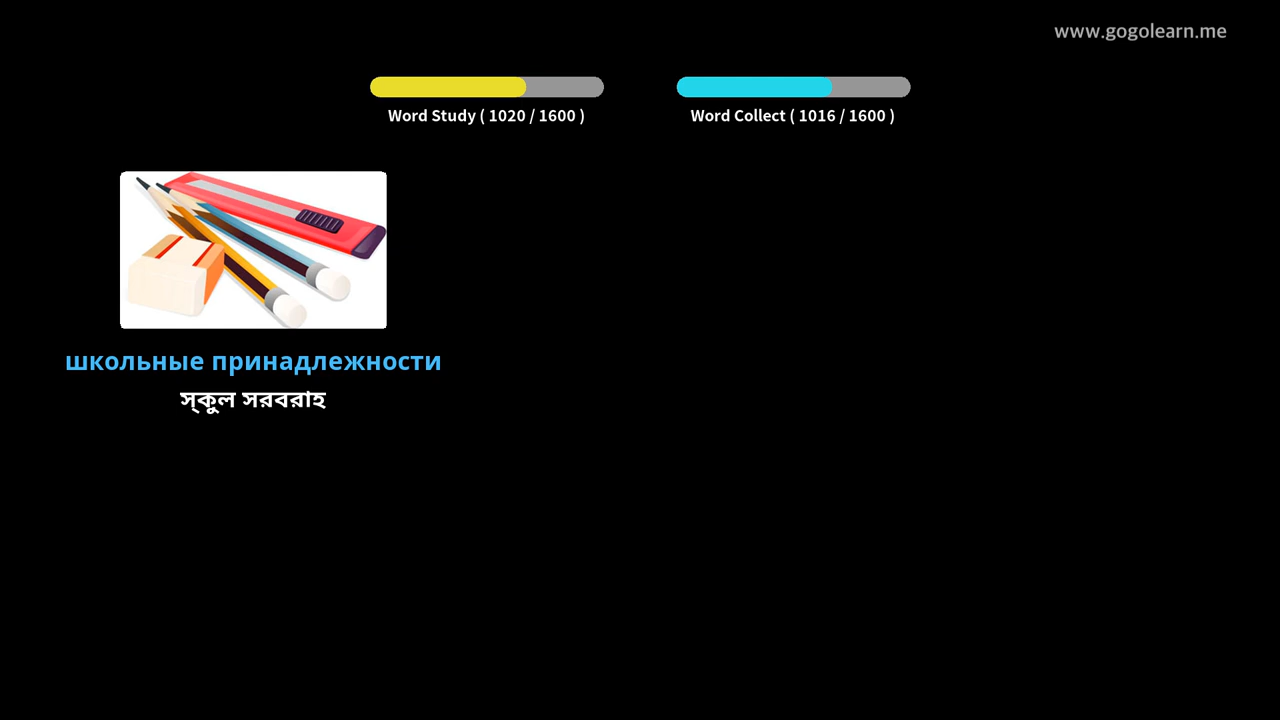 www.gogolearn.me
Word Study ( 1020 / 1600 )
Word Collect ( 1016 / 1600 )
школьные принадлежности
স্কুল সরবরাহ